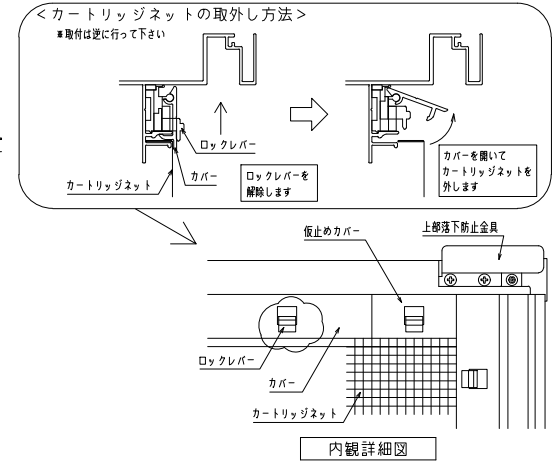 <カートリッジネットの取外し方法>
※取付は逆に行って下さい
ロックレバー
カバー
カートリッジネット
ロックレバーを
解除します
カバーを開いて
カートリッジネットを
外します
仮止めカバー
上部落下防止金具
ロックレバー
カバー
カートリッジネット
内観詳細図